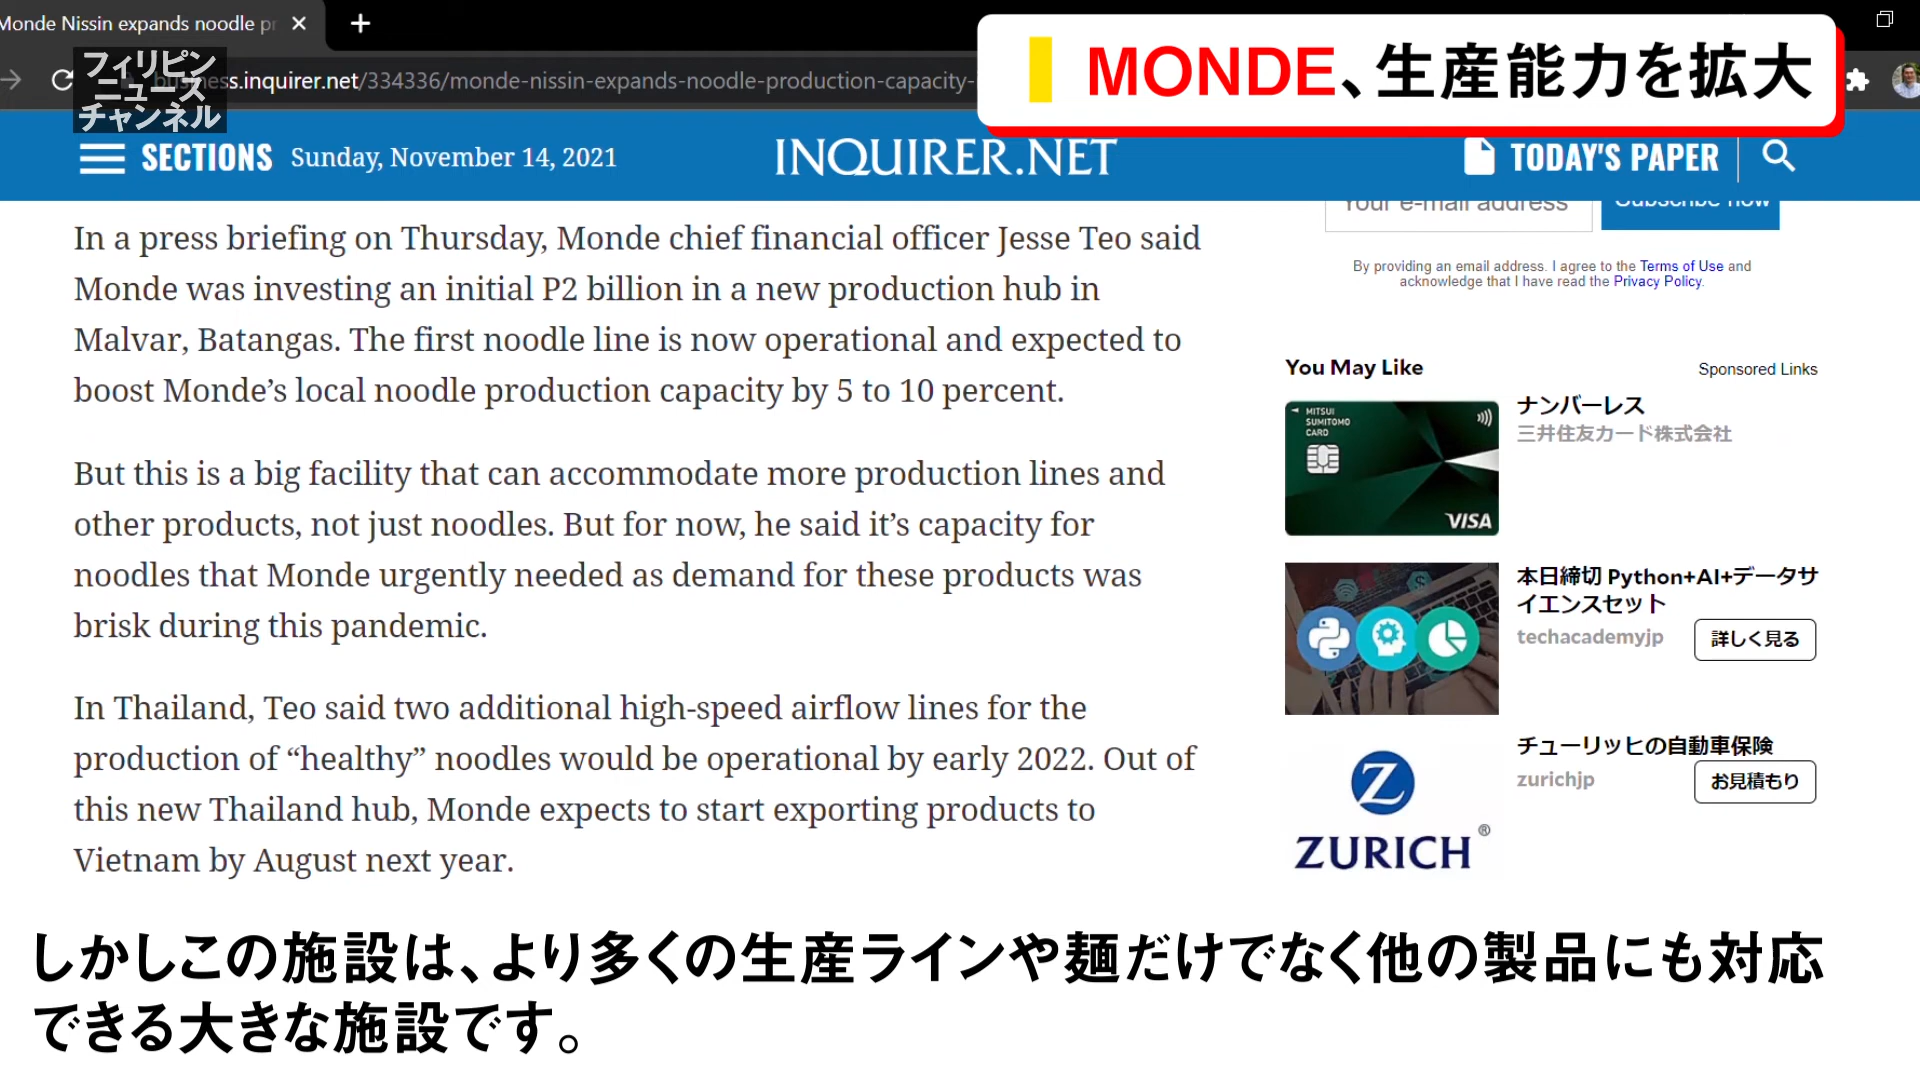 Monde Nissin expands noodle pr
フィリピン
ニュース
チャンネル
business.inquirer.net/334336/monde-nissin-expands-noodle-production-capacity-
MONDE、生産能力を拡大
SECTIONS
Sunday, November 14, 2021
INQUIRER.NET
TODAY'S PAPER
In a press briefing on Thursday, Monde chief financial officer Jesse Teo said
Monde was investing an initial P2 billion in a new production hub in
Malvar, Batangas. The first noodle line is now operational and expected to
boost Monde’s local noodle production capacity by 5 to 10 percent.
But this is a big facility that can accommodate more production lines and
other products, not just noodles. But for now, he said it’s capacity for
noodles that Monde urgently needed as demand for these products was
brisk during this pandemic.
In Thailand, Teo said two additional high-speed airflow lines for the
production of “healthy” noodles would be operational by early 2022. Out of
this new Thailand hub, Monde expects to start exporting products to
Vietnam by August next year.
Your e-mail address
Subscribe now
By providing an email address. I agree to the Terms of Use and
acknowledge that I have read the Privacy Policy.
You May Like
Sponsored Links
MITSUI
SUMITOMO
CARD
VISA
ナンバーレス
三井住友カード株式会社
本日締切 Python+AI+データサ
イエンスセット
techacademyjp
詳しく見る
チューリッヒの自動車保険
zurichjp
お見積もり
Z
ZURICH®
しかしこの施設は、より多くの生産ラインや麺だけでなく他の製品にも対応
できる大きな施設です。